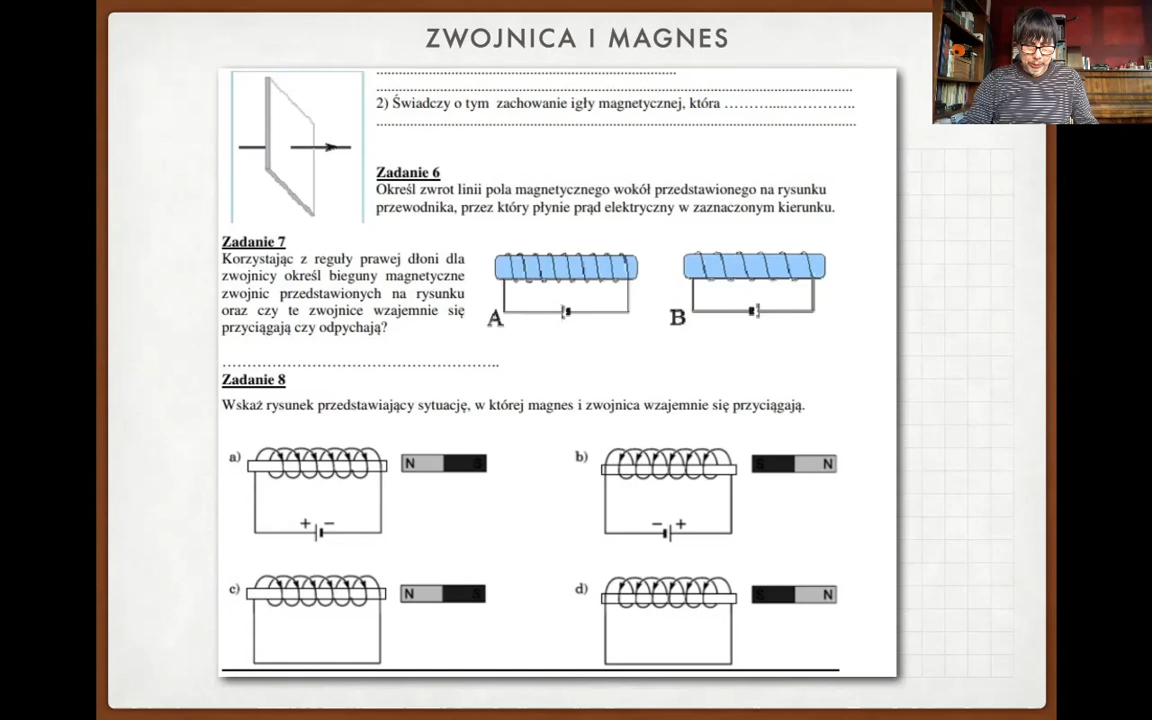 ZWOJNICA I MAGNES
2) Świadczy o tym zachowanie igły magnetycznej, która ………......…………..
Zadanie 6
Określ zwrot linii pola magnetycznego wokół przedstawionego na rysunku
przewodnika, przez który płynie prąd elektryczny w zaznaczonym kierunku.
Zadanie 7
Korzystając z reguły prawej dłoni dla
zwojnicy określ bieguny magnetyczne
zwojnic przedstawionych na rysunku
oraz czy te zwojnice wzajemnie się
przyciągają czy odpychają?
A
B
………………………………………………..
Zadanie 8
Wskaż rysunek przedstawiający sytuację, w której magnes i zwojnica wzajemnie się przyciągają.
a) N S
+ −
b) S N
− +
c) N S
d) S N